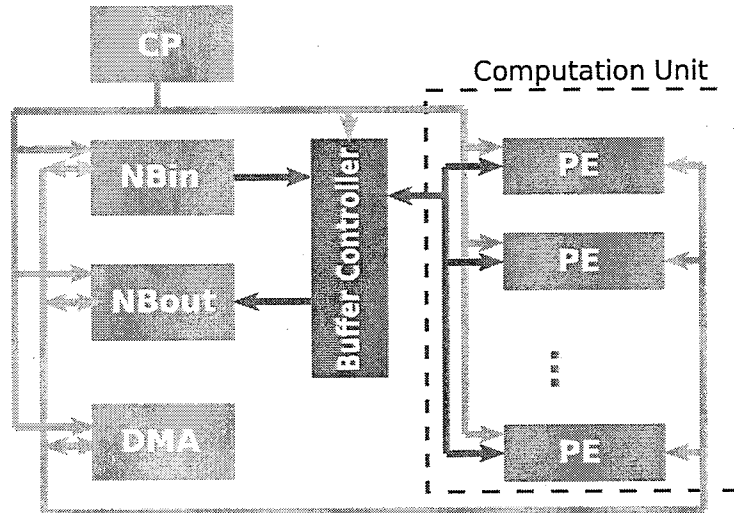 CP
Computation Unit
NBin
Buffer Controller
PE
NBout
PE
DMA
PE